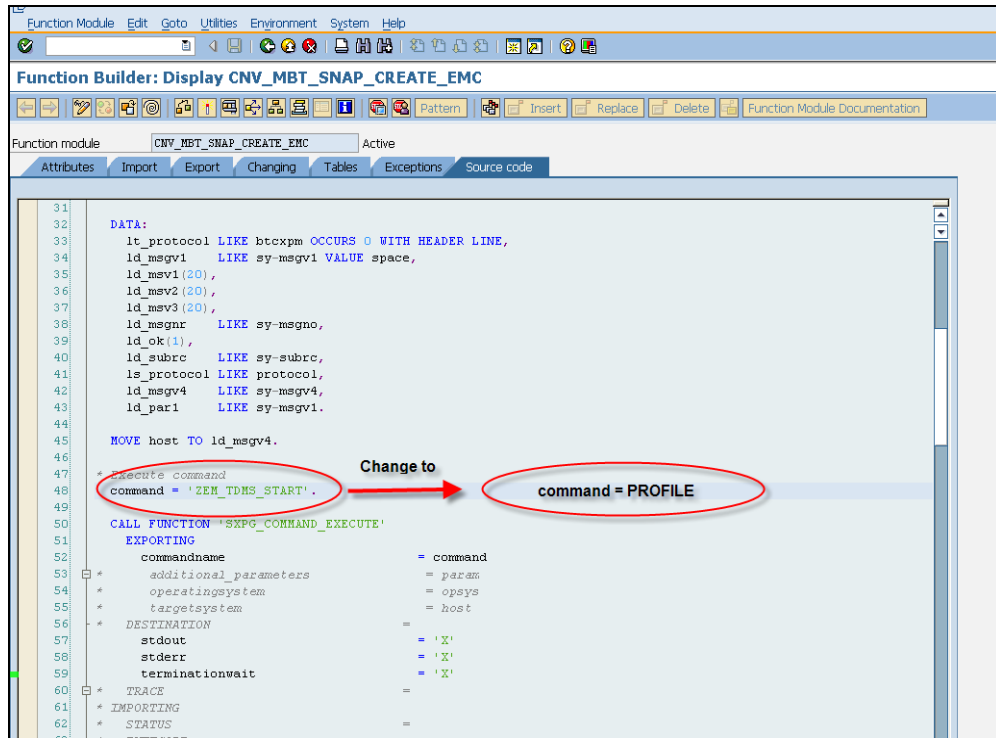 Function Module Edit Goto Utilities Environment System Help
Function Builder: Display CNV_MBT_SNAP_CREATE_EMC
Pattern Insert Replace Delete Function Module Documentation
Function module CNV_MBT_SNAP_CREATE_EMC Active
Attributes Import Export Changing Tables Exceptions Source code
31
32 DATA:
33 lt_protocol LIKE btcxpm OCCURS 0 WITH HEADER LINE,
34 ld_msgv1 LIKE sy-msgv1 VALUE space,
35 ld_msv1(20),
36 ld_msv2(20),
37 ld_msv3(20),
38 ld_msgnr LIKE sy-msgno,
39 ld_ok(1),
40 ld_subrc LIKE sy-subrc,
41 ls_protocol LIKE protocol,
42 ld_msgv4 LIKE sy-msgv4,
43 ld_par1 LIKE sy-msgv1.
44
45 MOVE host TO ld_msgv4.
46
47 * Execute command
Change to
48 command = 'ZEM_TDMS_START'. command = PROFILE
49
50 CALL FUNCTION 'SXPG_COMMAND_EXECUTE'
51 EXPORTING
52 commandname = command
53 * additional_parameters = param
54 * operatingsystem = opsys
55 * targetsystem = host
56 * DESTINATION =
57 stdout = 'X'
58 stderr = 'X'
59 terminationwait = 'X'
60 * TRACE =
61 * IMPORTING
62 * STATUS =